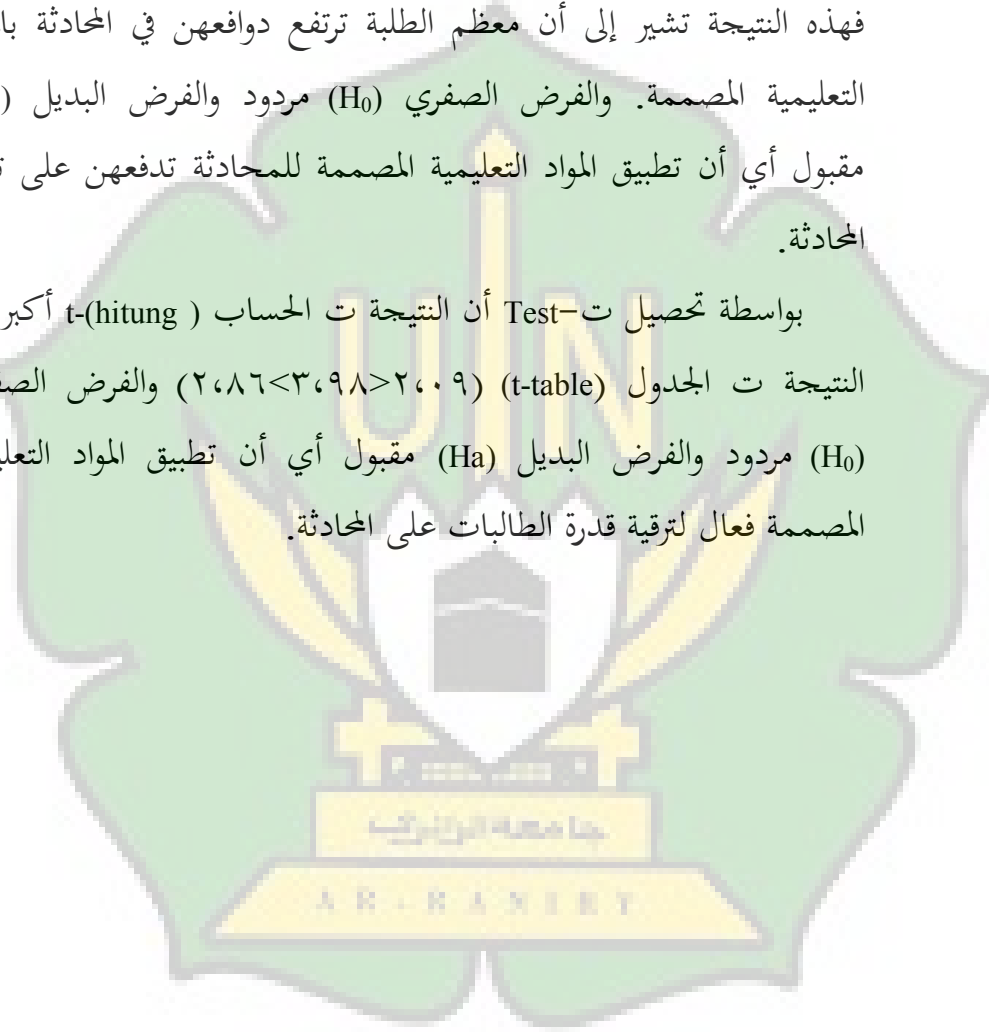 فهذه النتيجة تشير إلى أن معظم الطلبة ترتفع دوافعهن في المحادثة
التعليمية المصممة. والفرض الصفري (H₀) مردود والفرض البديل (
مقبول أي أن تطبيق المواد التعليمية المصممة للمحادثة تدفعهن على
المحادثة.
بواسطة تحصيل ت-Test أن النتيجة ت الحساب ( t-(hitung أكبر
النتيجة ت الجدول (t-table) (٢،٨٦<٣،٩٨>٢،٠٩) والفرض
(H₀) مردود والفرض البديل (Ha) مقبول أي أن تطبيق المواد
المصممة فعال لترقية قدرة الطالبات على المحادثة.
UIN
جامعة الرانري
AR-RANIRY